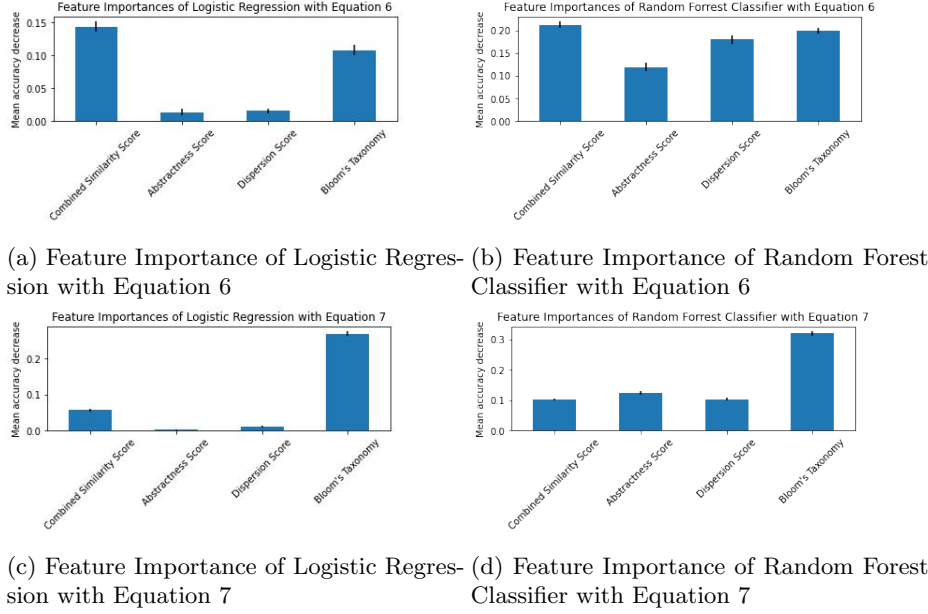 Feature Importances of Logistic Regression with Equation 6
Mean accuracy decrease
0.15
0.10
0.05
0.00
Combined Similarity Score
Abstractness Score
Dispersion Score
Bloom's Taxonomy
Feature Importances of Random Forrest Classifier with Equation 6
Mean accuracy decrease
0.20
0.15
0.10
0.05
0.00
Combined Similarity Score
Abstractness Score
Dispersion Score
Bloom's Taxonomy
(a) Feature Importance of Logistic Regres-
sion with Equation 6
(b) Feature Importance of Random Forest
Classifier with Equation 6
Feature Importances of Logistic Regression with Equation 7
Mean accuracy decrease
0.2
0.1
0.0
Combined Similarity Score
Abstractness Score
Dispersion Score
Bloom's Taxonomy
Feature Importances of Random Forrest Classifier with Equation 7
Mean accuracy decrease
0.3
0.2
0.1
0.0
Combined Similarity Score
Abstractness Score
Dispersion Score
Bloom's Taxonomy
(c) Feature Importance of Logistic Regres-
sion with Equation 7
(d) Feature Importance of Random Forest
Classifier with Equation 7